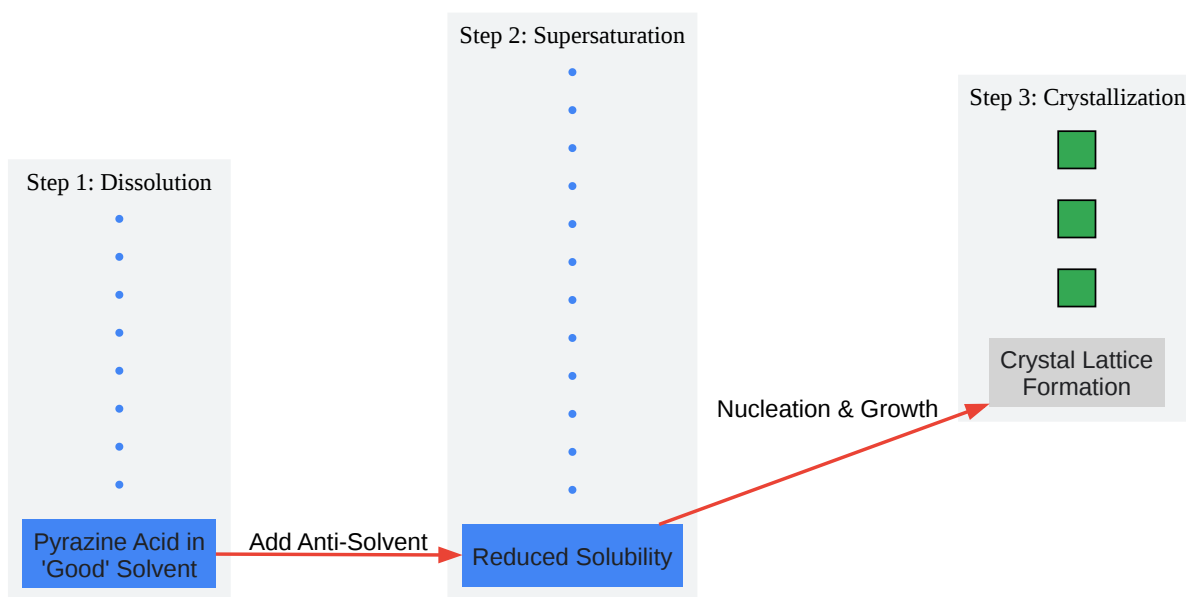 Step 1: Dissolution
Pyrazine Acid in
'Good' Solvent
Add Anti-Solvent
Step 2: Supersaturation
Reduced Solubility
Nucleation & Growth
Step 3: Crystallization
Crystal Lattice
Formation